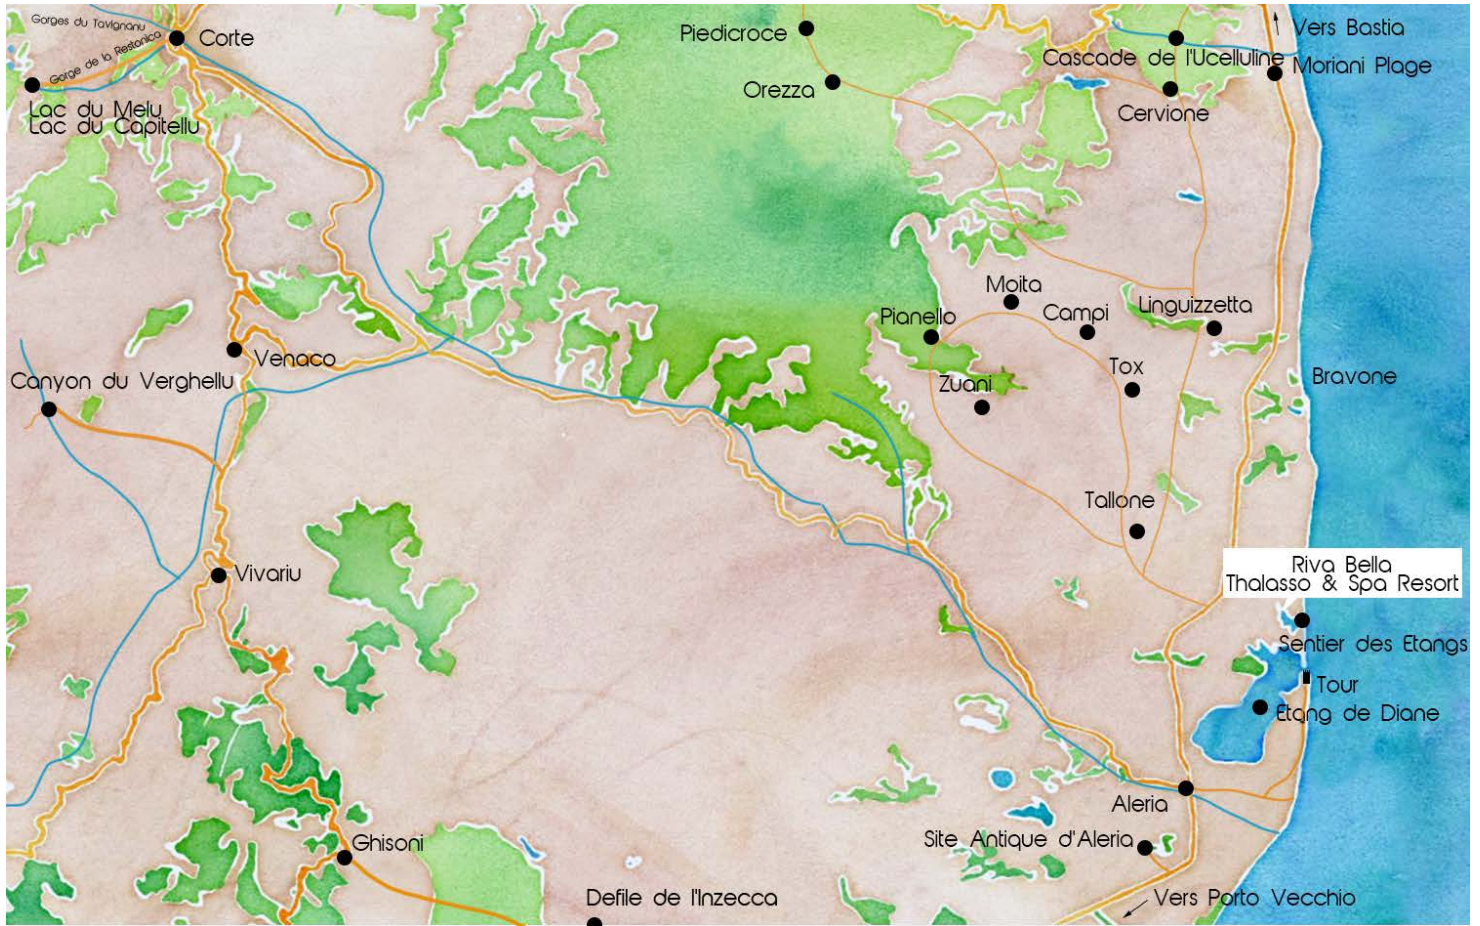 Gorges du Tavignanu
Corte
Gorge de la Restonica
Lac du Melu
Lac du Capitellu
Piedicroce
Orezza
Vers Bastia
Cascade de l'Ucelluline
Moriani Plage
Cervione
Moita
Campi
Linguizzetta
Pianello
Venaco
Canyon du Verghellu
Zuani
Tox
Bravone
Tallone
Vivariu
Riva Bella
Thalasso & Spa Resort
Sentier des Etangs
Tour
Etang de Diane
Aleria
Site Antique d'Aleria
Ghisoni
Defile de l'Inzecca
Vers Porto Vecchio